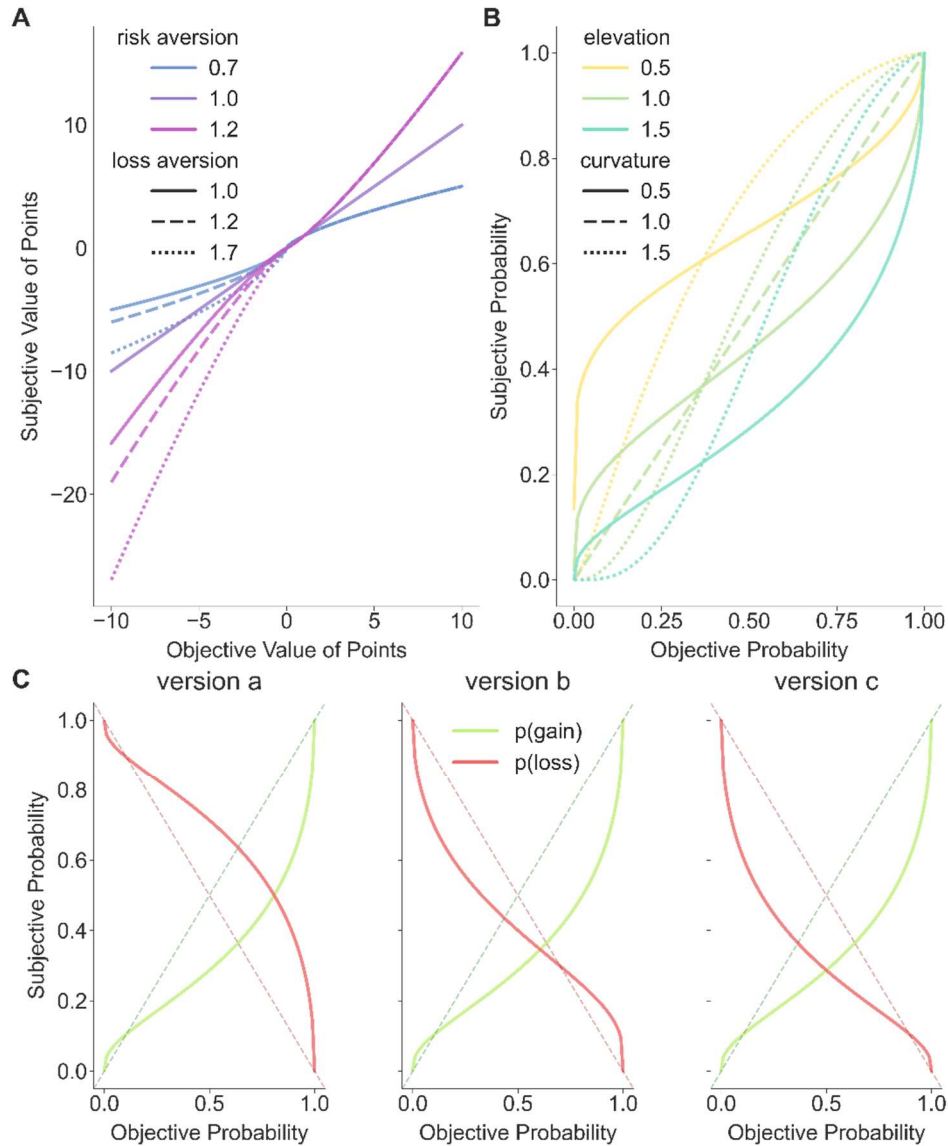 A
risk aversion
0.7
1.0
1.2
loss aversion
1.0
1.2
1.7
10
0
−10
−20
Subjective Value of Points
−10 −5 0 5 10
Objective Value of Points
B
elevation
0.5
1.0
1.5
curvature
0.5
1.0
1.5
1.0
0.8
0.6
0.4
0.2
0.0
Subjective Probability
0.00 0.25 0.50 0.75 1.00
Objective Probability
C
version a version b version c
p(gain)
p(loss)
1.0
0.8
0.6
0.4
0.2
0.0
Subjective Probability
0.0 0.5 1.0 0.0 0.5 1.0 0.0 0.5 1.0
Objective Probability Objective Probability Objective Probability